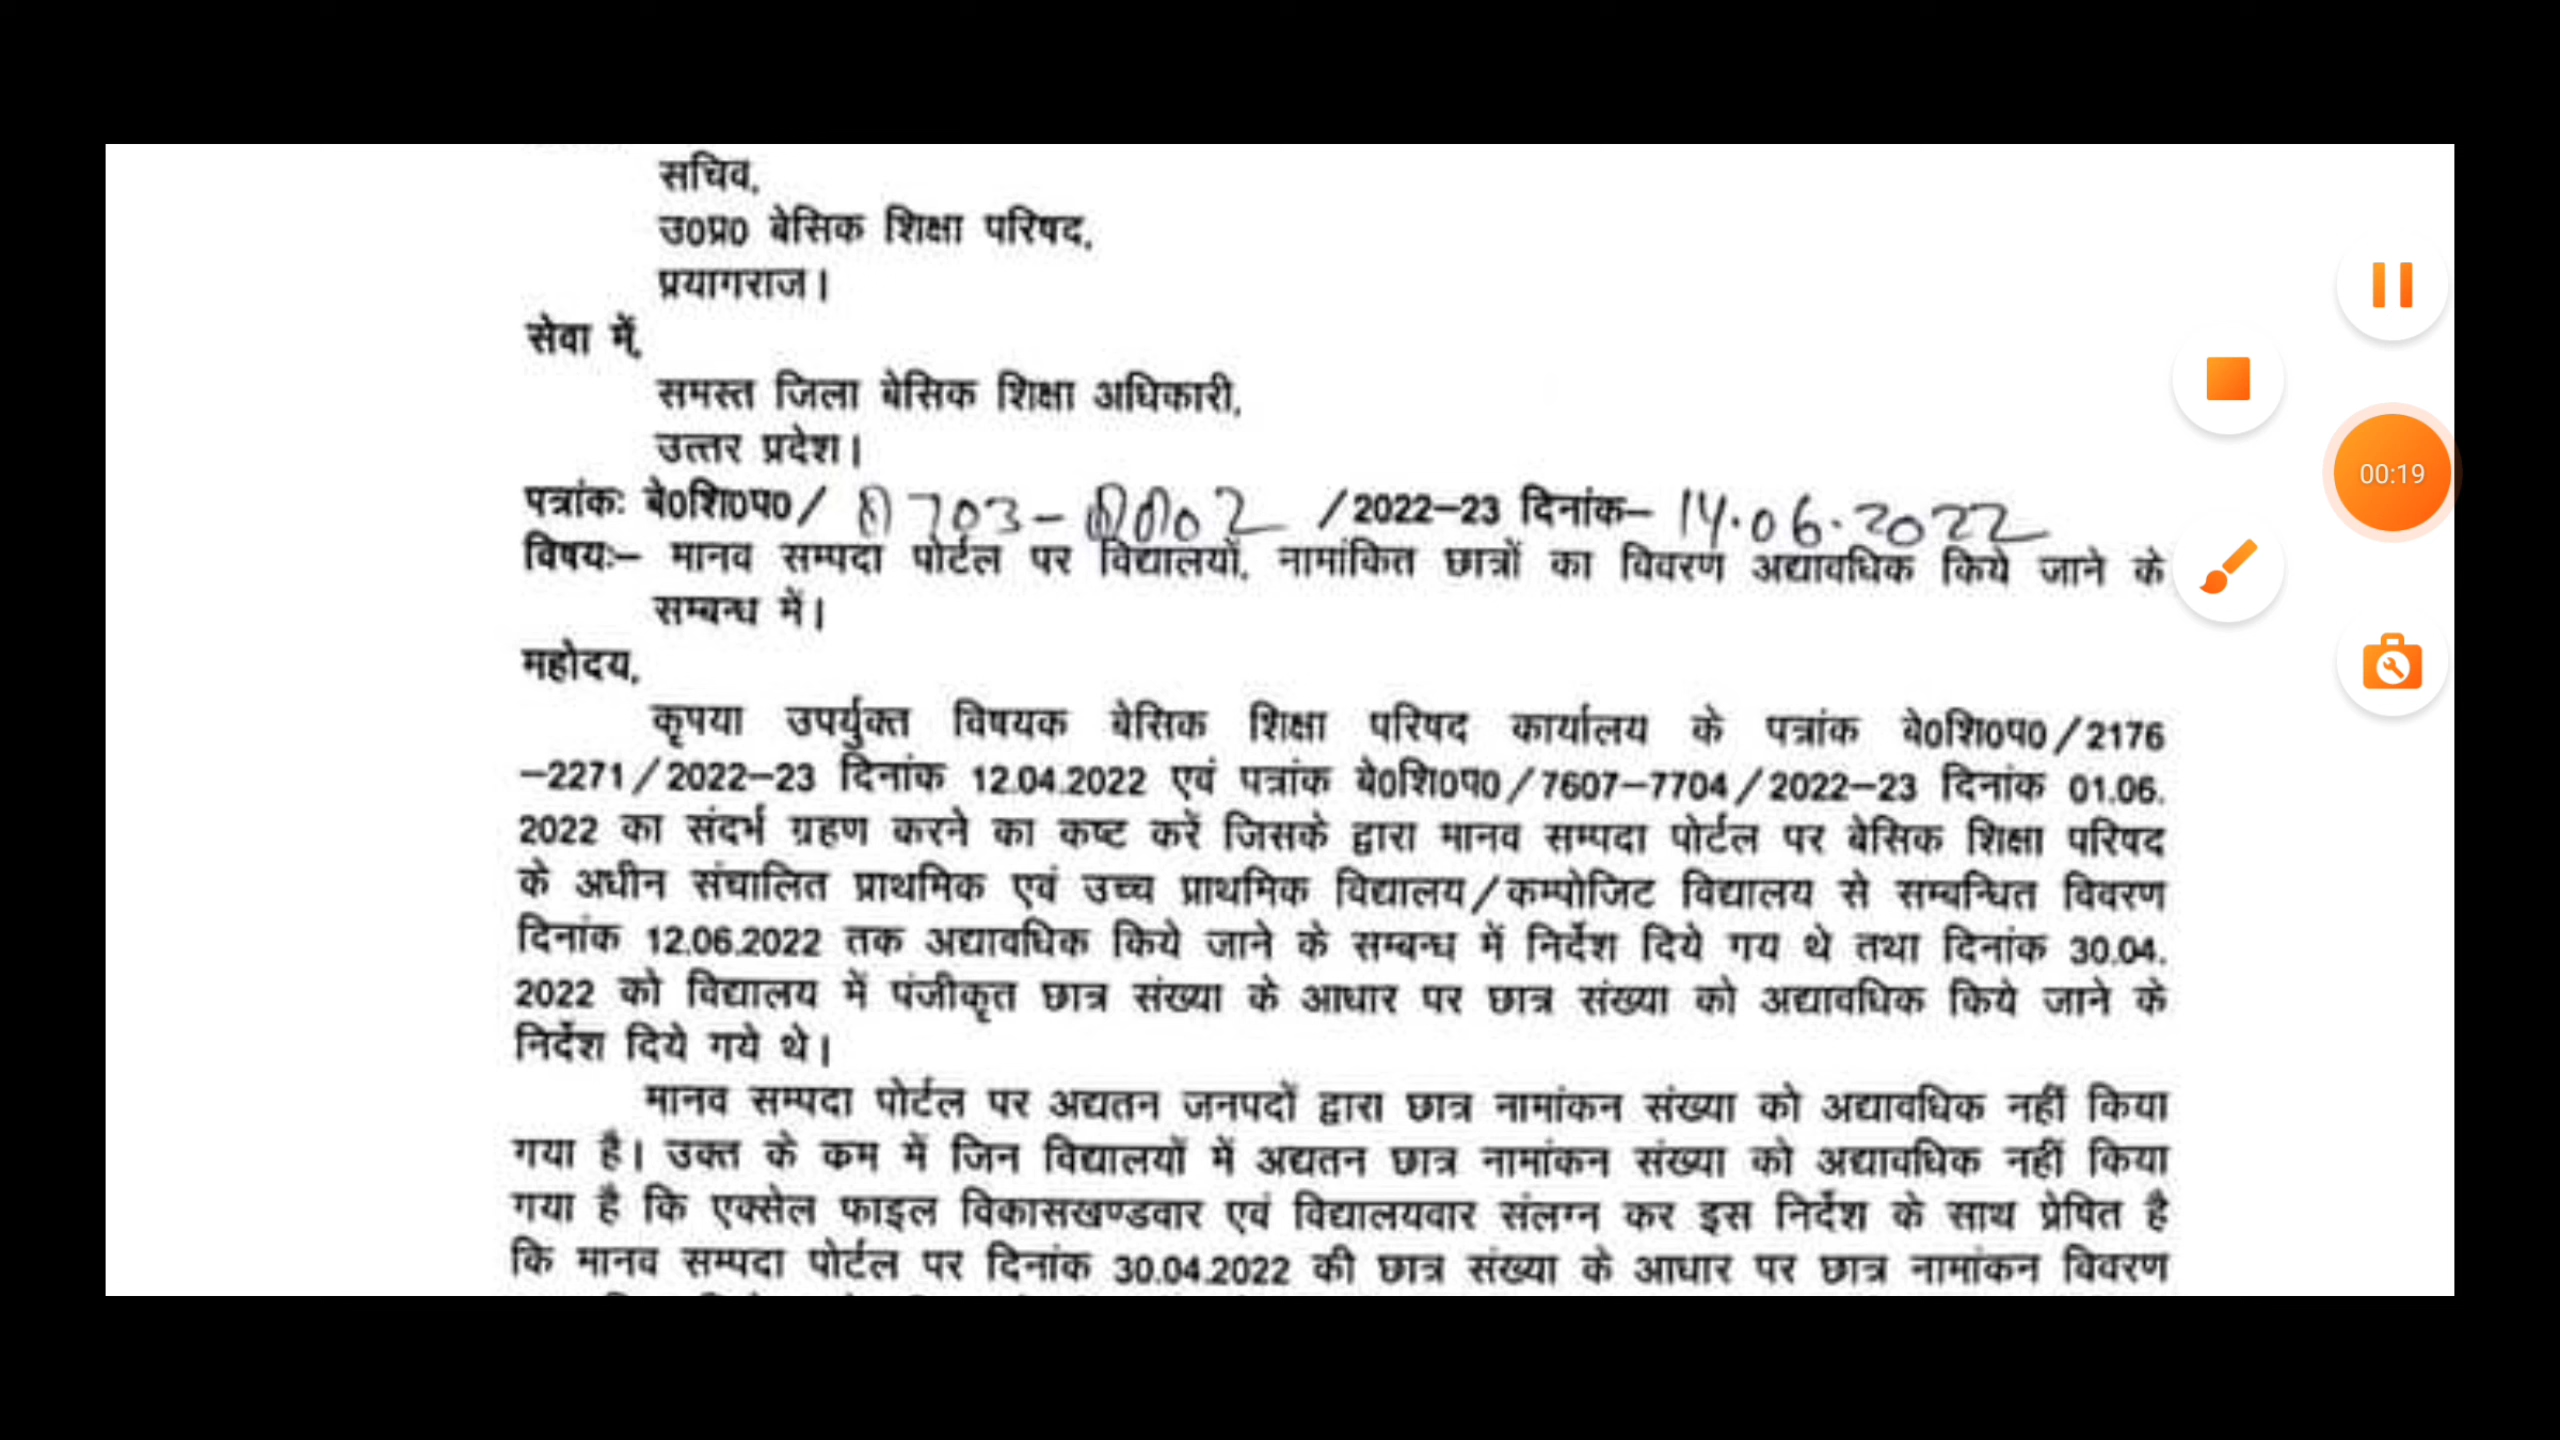 सचिव,
उ0प्र0 बेसिक शिक्षा परिषद,
प्रयागराज।
सेवा में,
समस्त जिला बेसिक शिक्षा अधिकारी,
उत्तर प्रदेश।
पत्रांकः बे0शि0प0/ /2022–23 दिनांक– 14.06.2022
विषयः– मानव सम्पदा पोर्टल पर विद्यालयों, नामांकित छात्रों का विवरण अद्यावधिक किये जाने के
सम्बन्ध में।
महोदय,
00:19
कृपया उपर्युक्त विषयक बेसिक शिक्षा परिषद कार्यालय के पत्रांक बे0शि0प0/2176
–2271/2022–23 दिनांक 12.04.2022 एवं पत्रांक बे0शि0प0/7607–7704/2022–23 दिनांक 01.06.
2022 का संदर्भ ग्रहण करने का कष्ट करें जिसके द्वारा मानव सम्पदा पोर्टल पर बेसिक शिक्षा परिषद
के अधीन संचालित प्राथमिक एवं उच्च प्राथमिक विद्यालय/कम्पोजिट विद्यालय से सम्बन्धित विवरण
दिनांक 12.06.2022 तक अद्यावधिक किये जाने के सम्बन्ध में निर्देश दिये गय थे तथा दिनांक 30.04.
2022 को विद्यालय में पंजीकृत छात्र संख्या के आधार पर छात्र संख्या को अद्यावधिक किये जाने के
निर्देश दिये गये थे।
मानव सम्पदा पोर्टल पर अद्यतन जनपदों द्वारा छात्र नामांकन संख्या को अद्यावधिक नहीं किया
गया है। उक्त के कम में जिन विद्यालयों में अद्यतन छात्र नामांकन संख्या को अद्यावधिक नहीं किया
गया है कि एक्सेल फाइल विकासखण्डवार एवं विद्यालयवार संलग्न कर इस निर्देश के साथ प्रेषित है
कि मानव सम्पदा पोर्टल पर दिनांक 30.04.2022 की छात्र संख्या के आधार पर छात्र नामांकन विवरण